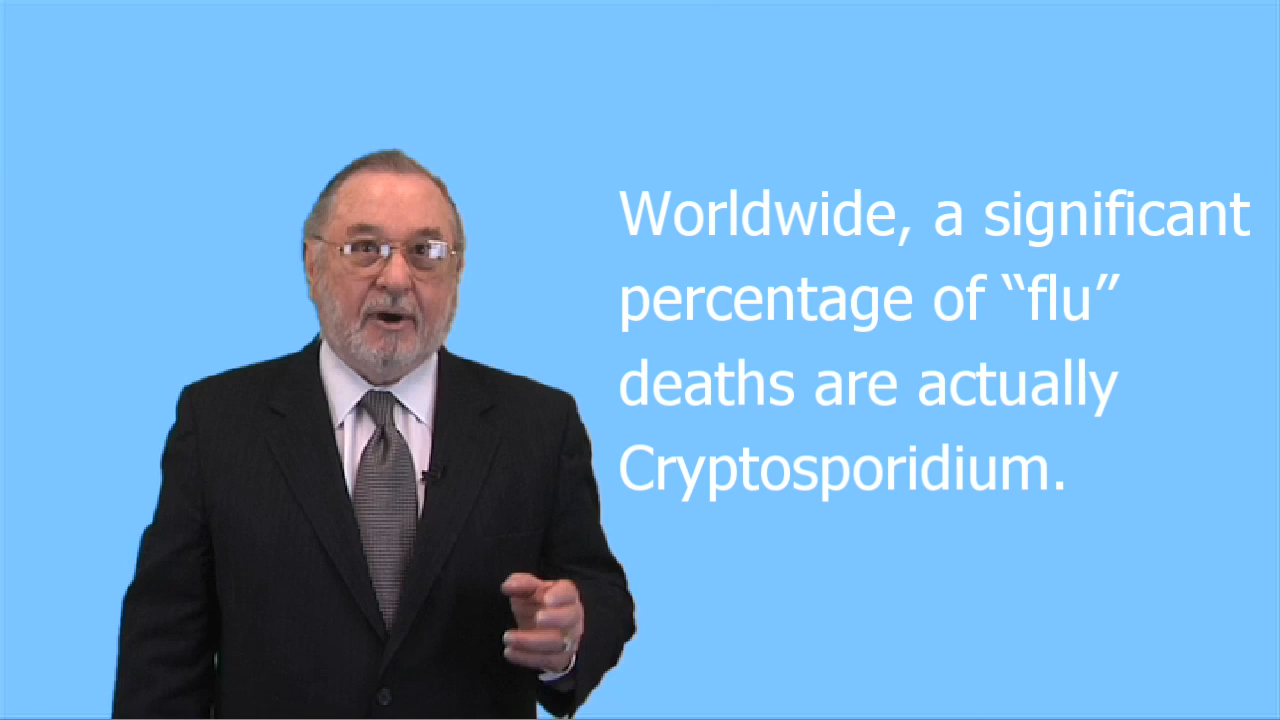 Worldwide, a significant
percentage of “flu”
deaths are actually
Cryptosporidium.